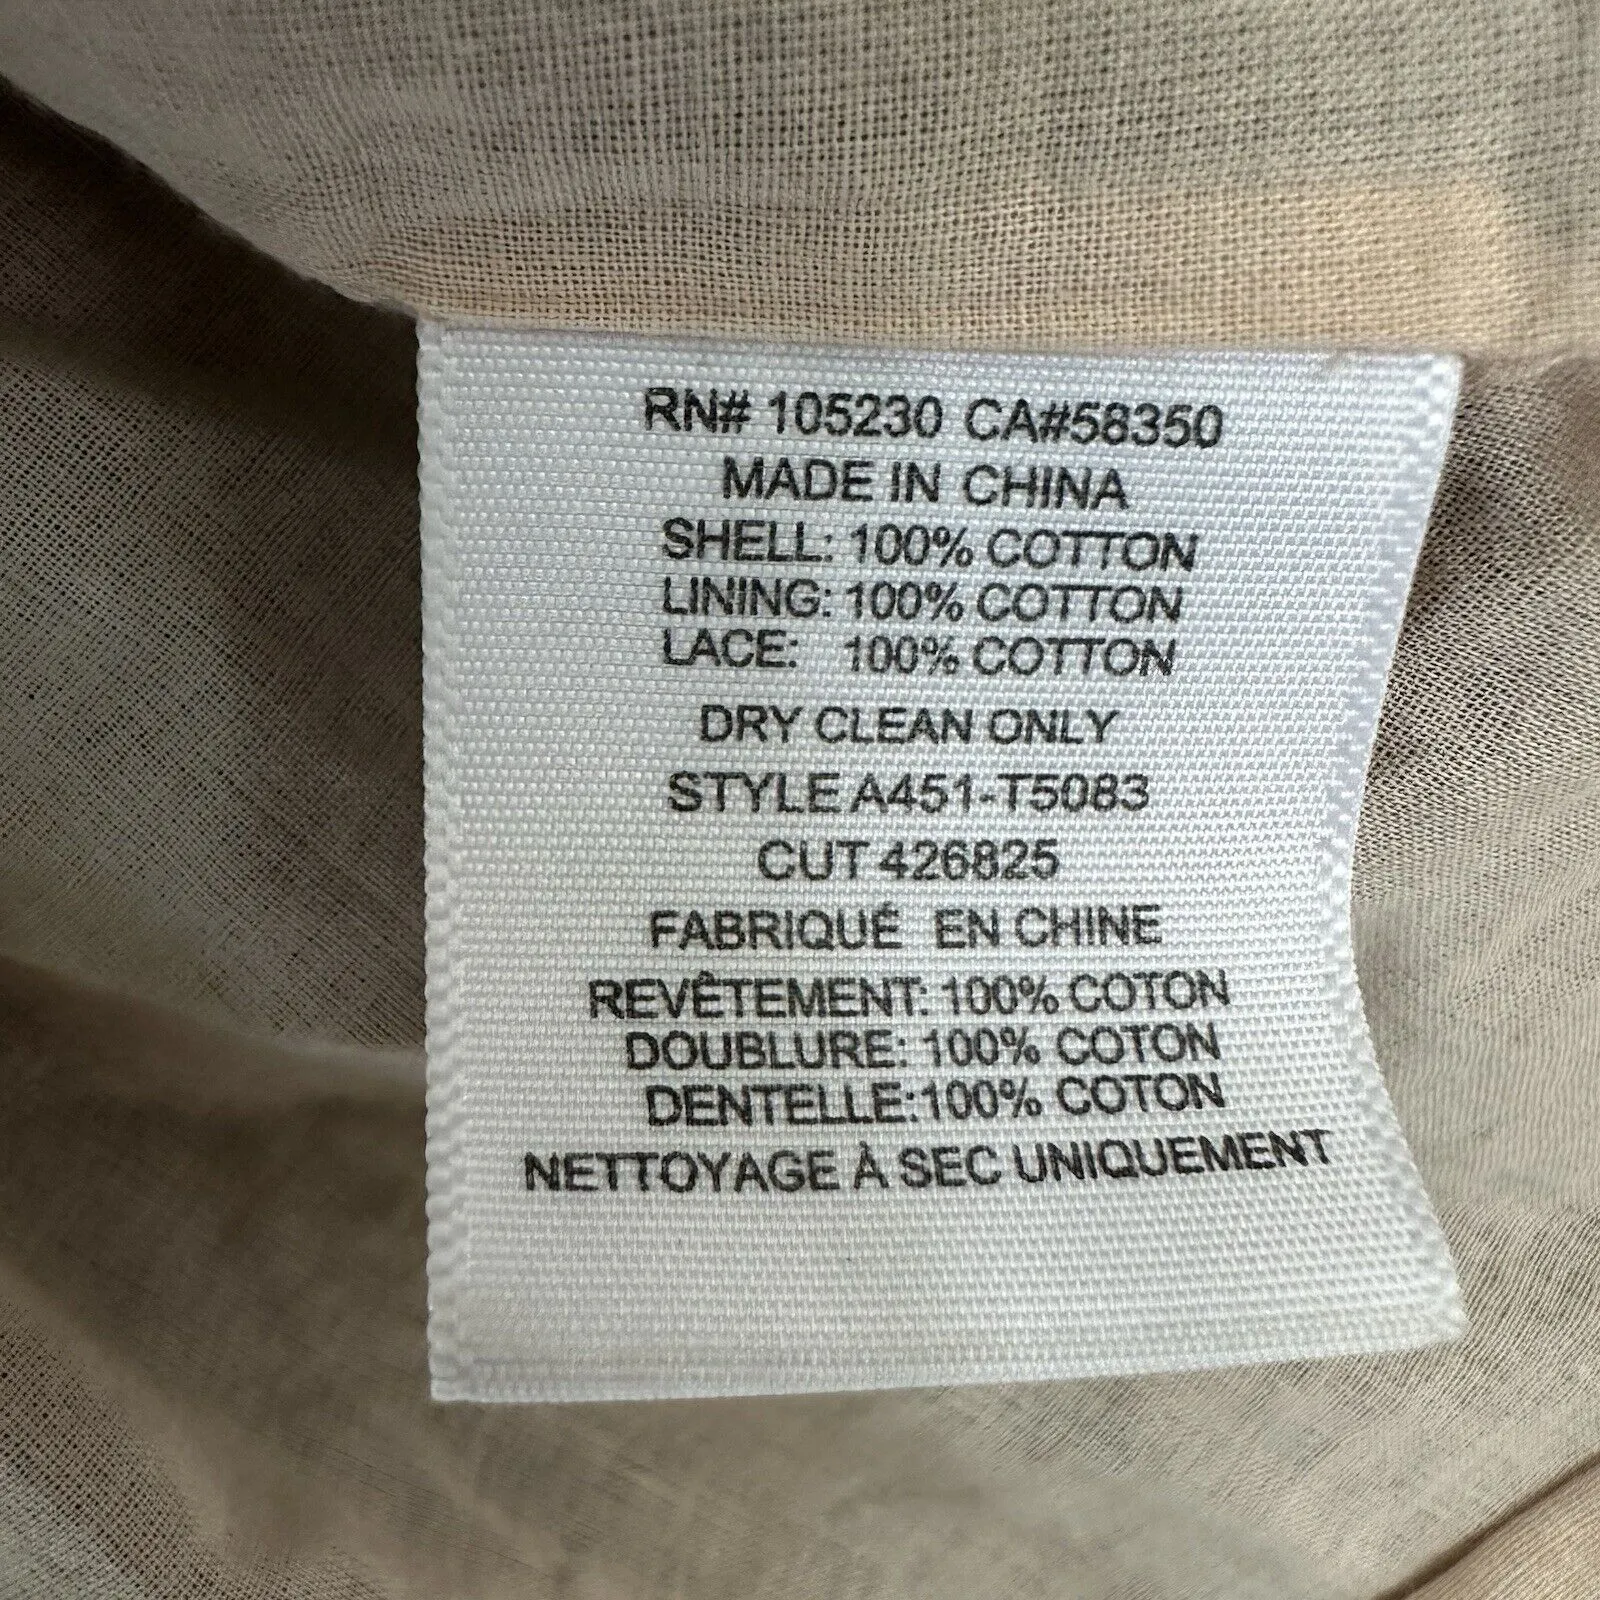 RN# 105230 CA#58350
MADE IN CHINA
SHELL: 100% COTTON
LINING: 100% COTTON
LACE: 100% COTTON
DRY CLEAN ONLY
STYLE A451-T5083
CUT 426825
FABRIQUÉ EN CHINE
REVÊTEMENT: 100% COTON
DOUBLURE: 100% COTON
DENTELLE:100% COTON
NETTOYAGE À SEC UNIQUEMENT